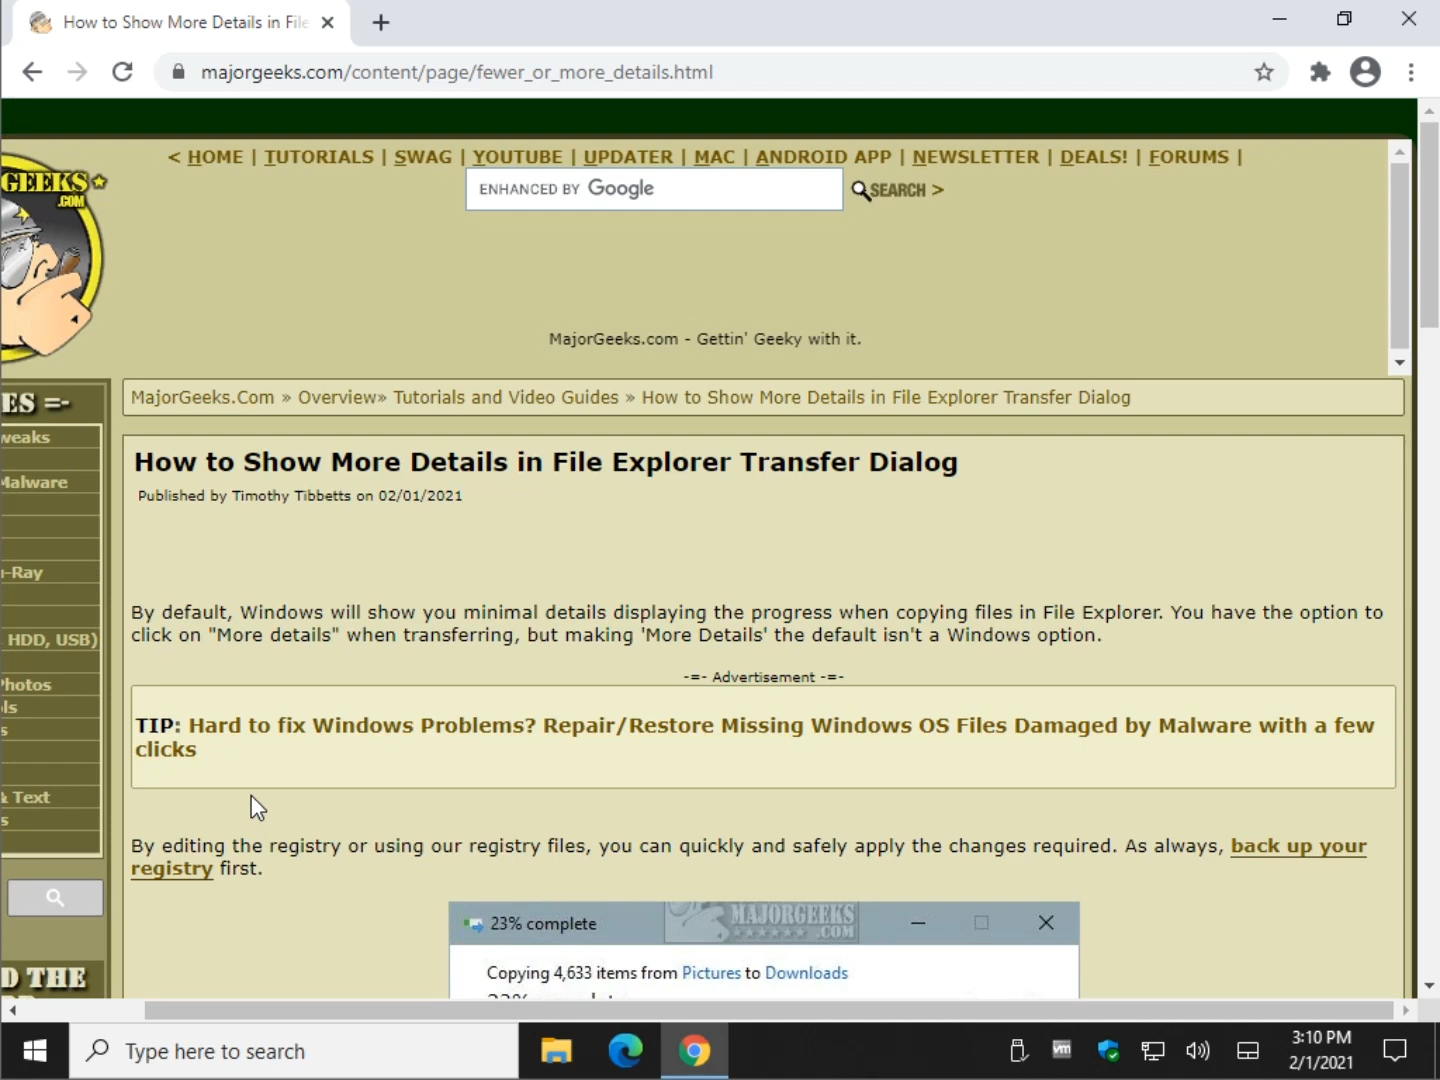 How to Show More Details in File
majorgeeks.com/content/page/fewer_or_more_details.html
GEEKS
.COM
< HOME | TUTORIALS | SWAG | YOUTUBE | UPDATER | MAC | ANDROID APP | NEWSLETTER | DEALS! | FORUMS |
ENHANCED BY Google
SEARCH >
MajorGeeks.com - Gettin' Geeky with it.
ES =-
weaks
Malware
-Ray
HDD, USB)
Photos
ls
s
& Text
s
D THE
MajorGeeks.Com » Overview» Tutorials and Video Guides » How to Show More Details in File Explorer Transfer Dialog
How to Show More Details in File Explorer Transfer Dialog
Published by Timothy Tibbetts on 02/01/2021
By default, Windows will show you minimal details displaying the progress when copying files in File Explorer. You have the option to
click on "More details" when transferring, but making 'More Details' the default isn't a Windows option.
-=- Advertisement -=-
TIP: Hard to fix Windows Problems? Repair/Restore Missing Windows OS Files Damaged by Malware with a few
clicks
By editing the registry or using our registry files, you can quickly and safely apply the changes required. As always, back up your
registry first.
23% complete
MAJORGEEKS
.COM
Copying 4,633 items from Pictures to Downloads
Type here to search
vm
3:10 PM
2/1/2021